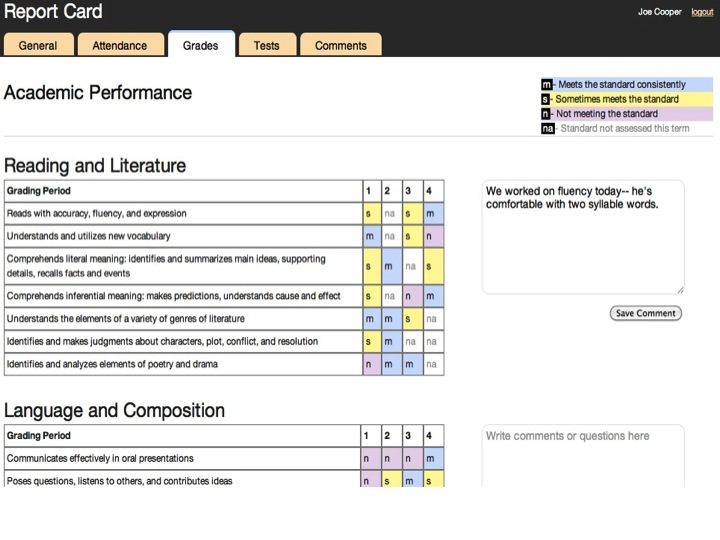 Report Card
Joe Cooper logout
General Attendance Grades Tests Comments
Academic Performance
m - Meets the standard consistently
s - Sometimes meets the standard
n - Not meeting the standard
na - Standard not assessed this term
Reading and Literature
Grading Period 1 2 3 4
Reads with accuracy, fluency, and expression s na s m
Understands and utilizes new vocabulary m na s n
Comprehends literal meaning: identifies and summarizes main ideas, supporting
details, recalls facts and events s m na s
Comprehends inferential meaning: makes predictions, understands cause and effect s na n m
Understands the elements of a variety of genres of literature m m s na
Identifies and makes judgments about characters, plot, conflict, and resolution s m na na
Identifies and analyzes elements of poetry and drama n m m na
We worked on fluency today-- he's
comfortable with two syllable words.
Save Comment
Language and Composition
Grading Period 1 2 3 4
Communicates effectively in oral presentations n n n m
Poses questions, listens to others, and contributes ideas n s m s
Write comments or questions here